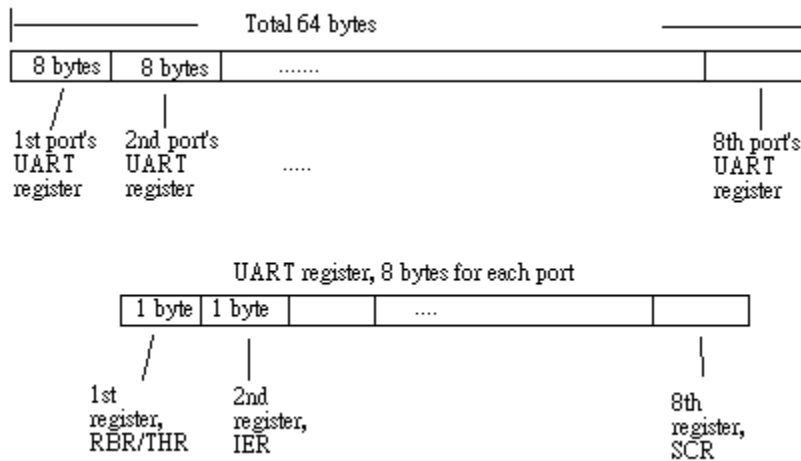 Total 64 bytes
8 bytes 8 bytes .......
1st port's
UART
register
2nd port's
UART
register
.....
8th port's
UART
register
UART register, 8 bytes for each port
1 byte 1 byte ....
1st
register,
RBR/THR
2nd
register,
IER
8th
register,
SCR